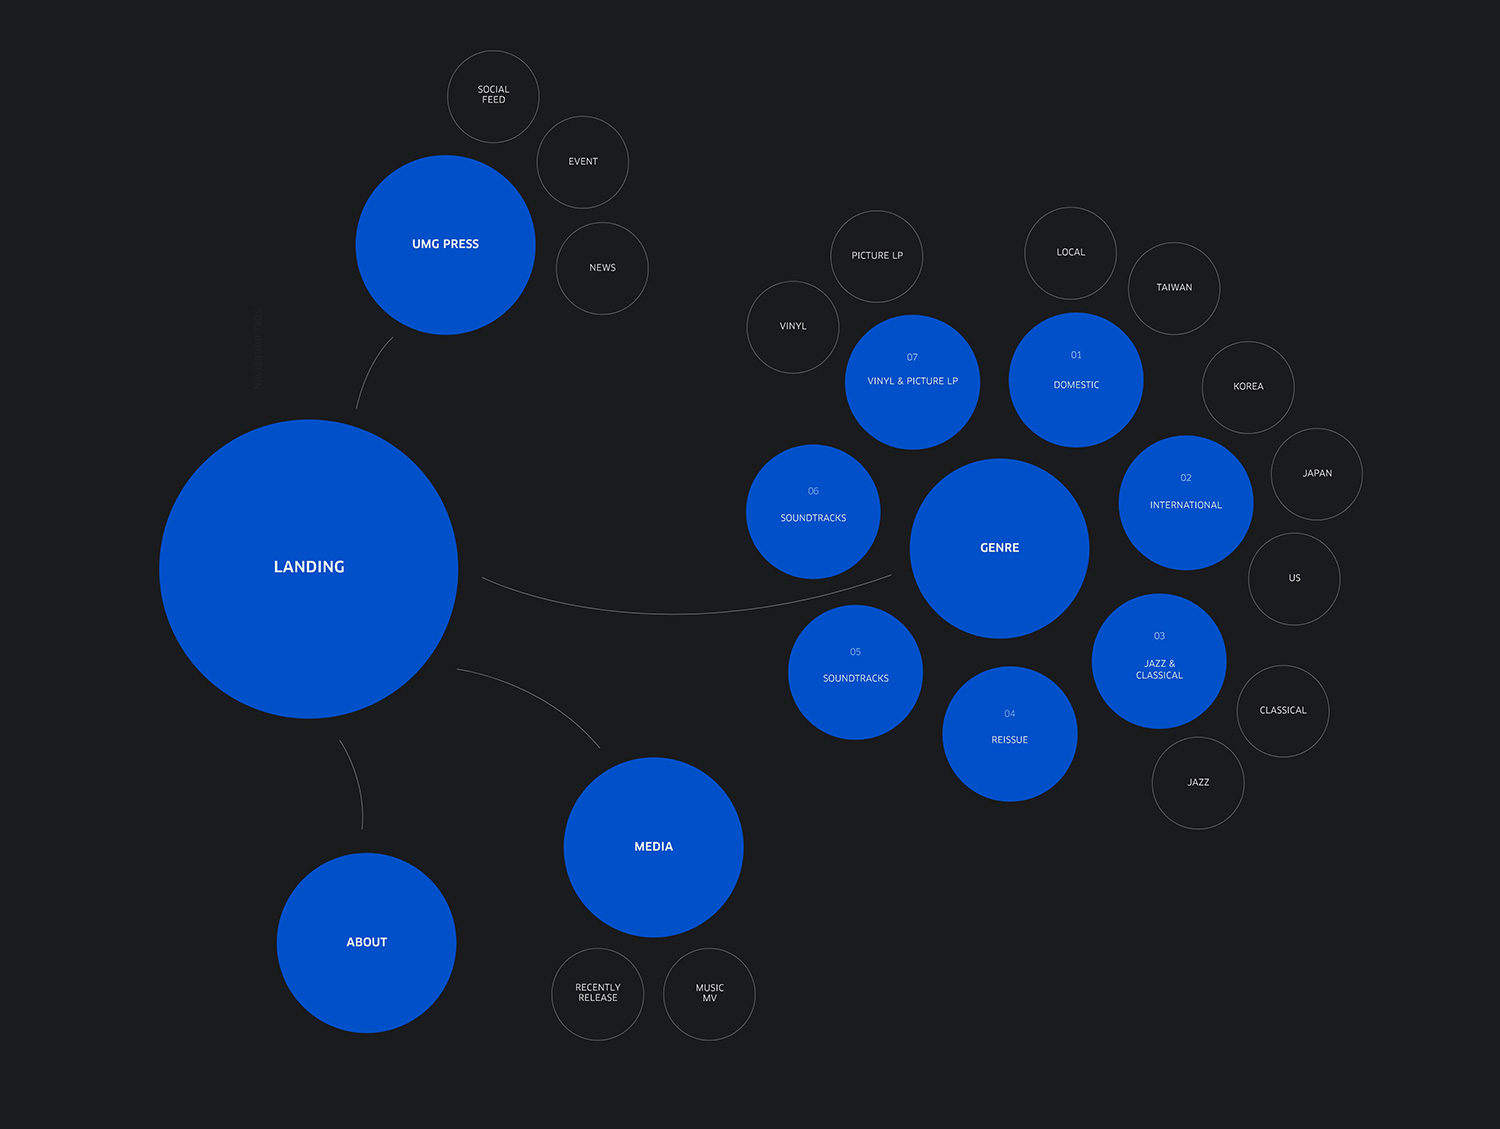 SOCIAL
FEED
EVENT
UMG PRESS
NEWS
LANDING
PICTURE LP
VINYL
07
VINYL & PICTURE LP
LOCAL
TAIWAN
01
DOMESTIC
KOREA
JAPAN
02
INTERNATIONAL
US
06
SOUNDTRACKS
GENRE
05
SOUNDTRACKS
04
REISSUE
03
JAZZ &
CLASSICAL
CLASSICAL
JAZZ
MEDIA
RECENTLY
RELEASE
MUSIC
MV
ABOUT